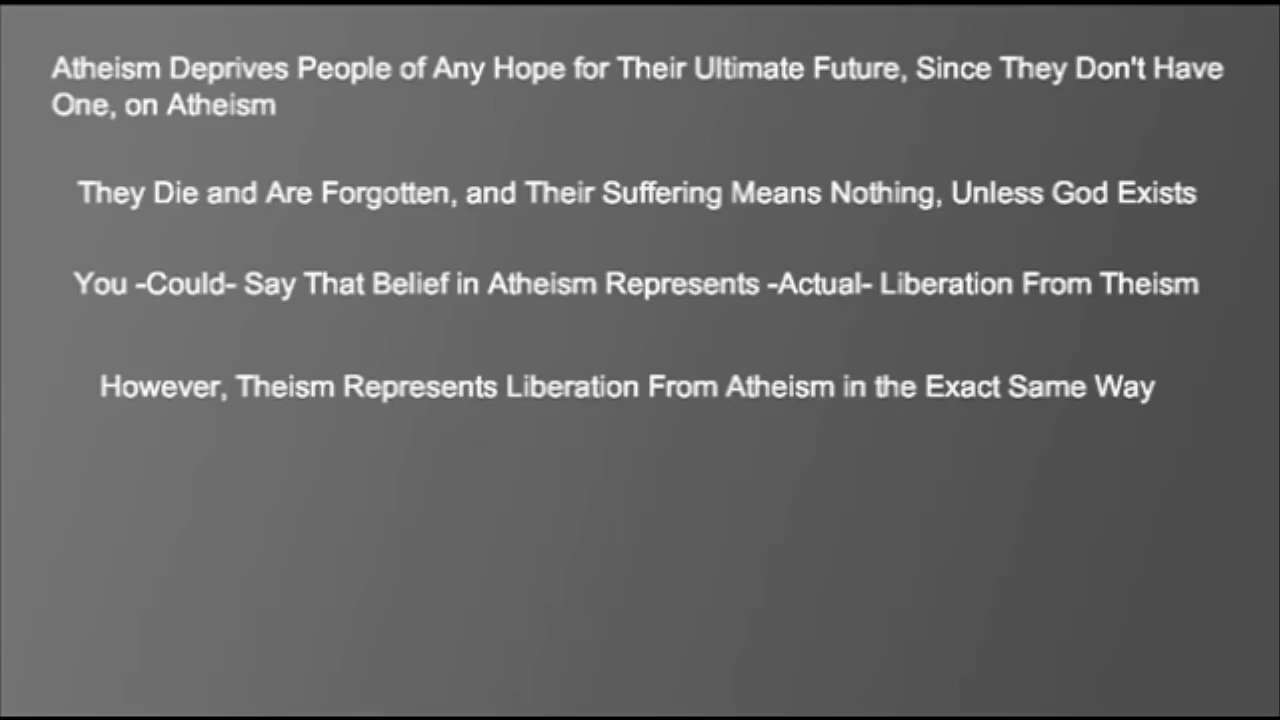 Atheism Deprives People of Any Hope for Their Ultimate Future, Since They Don't Have
One, on Atheism
They Die and Are Forgotten, and Their Suffering Means Nothing, Unless God Exists
You -Could- Say That Belief in Atheism Represents -Actual- Liberation From Theism
However, Theism Represents Liberation From Atheism in the Exact Same Way